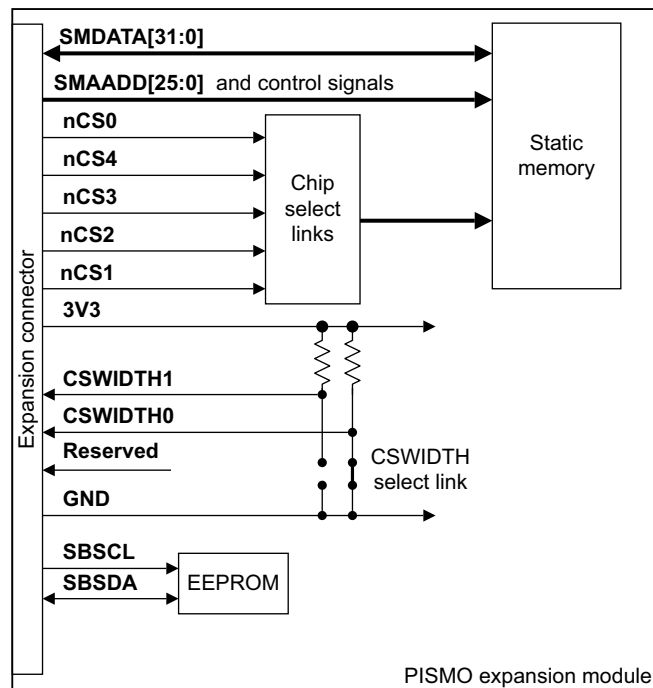 SMDATA[31:0]
SMAADD[25:0] and control signals
nCS0
nCS4
nCS3
nCS2
nCS1
3V3
Chip
select
links
Static
memory
Expansion connector
CSWIDTH1
CSWIDTH0
Reserved
GND
CSWIDTH
select link
SBSCL
SBSDA
EEPROM
PISMO expansion module